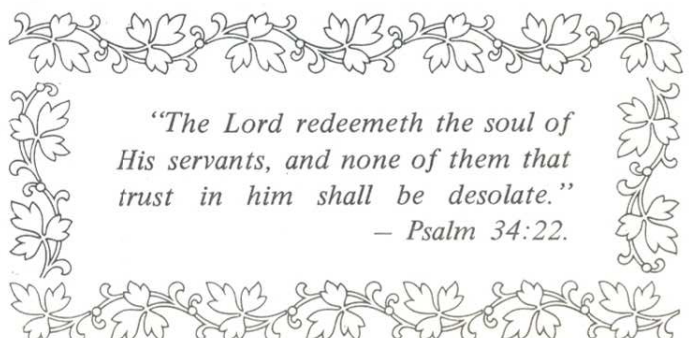 “The Lord redeemeth the soul of
His servants, and none of them that
trust in him shall be desolate.”
— Psalm 34:22.